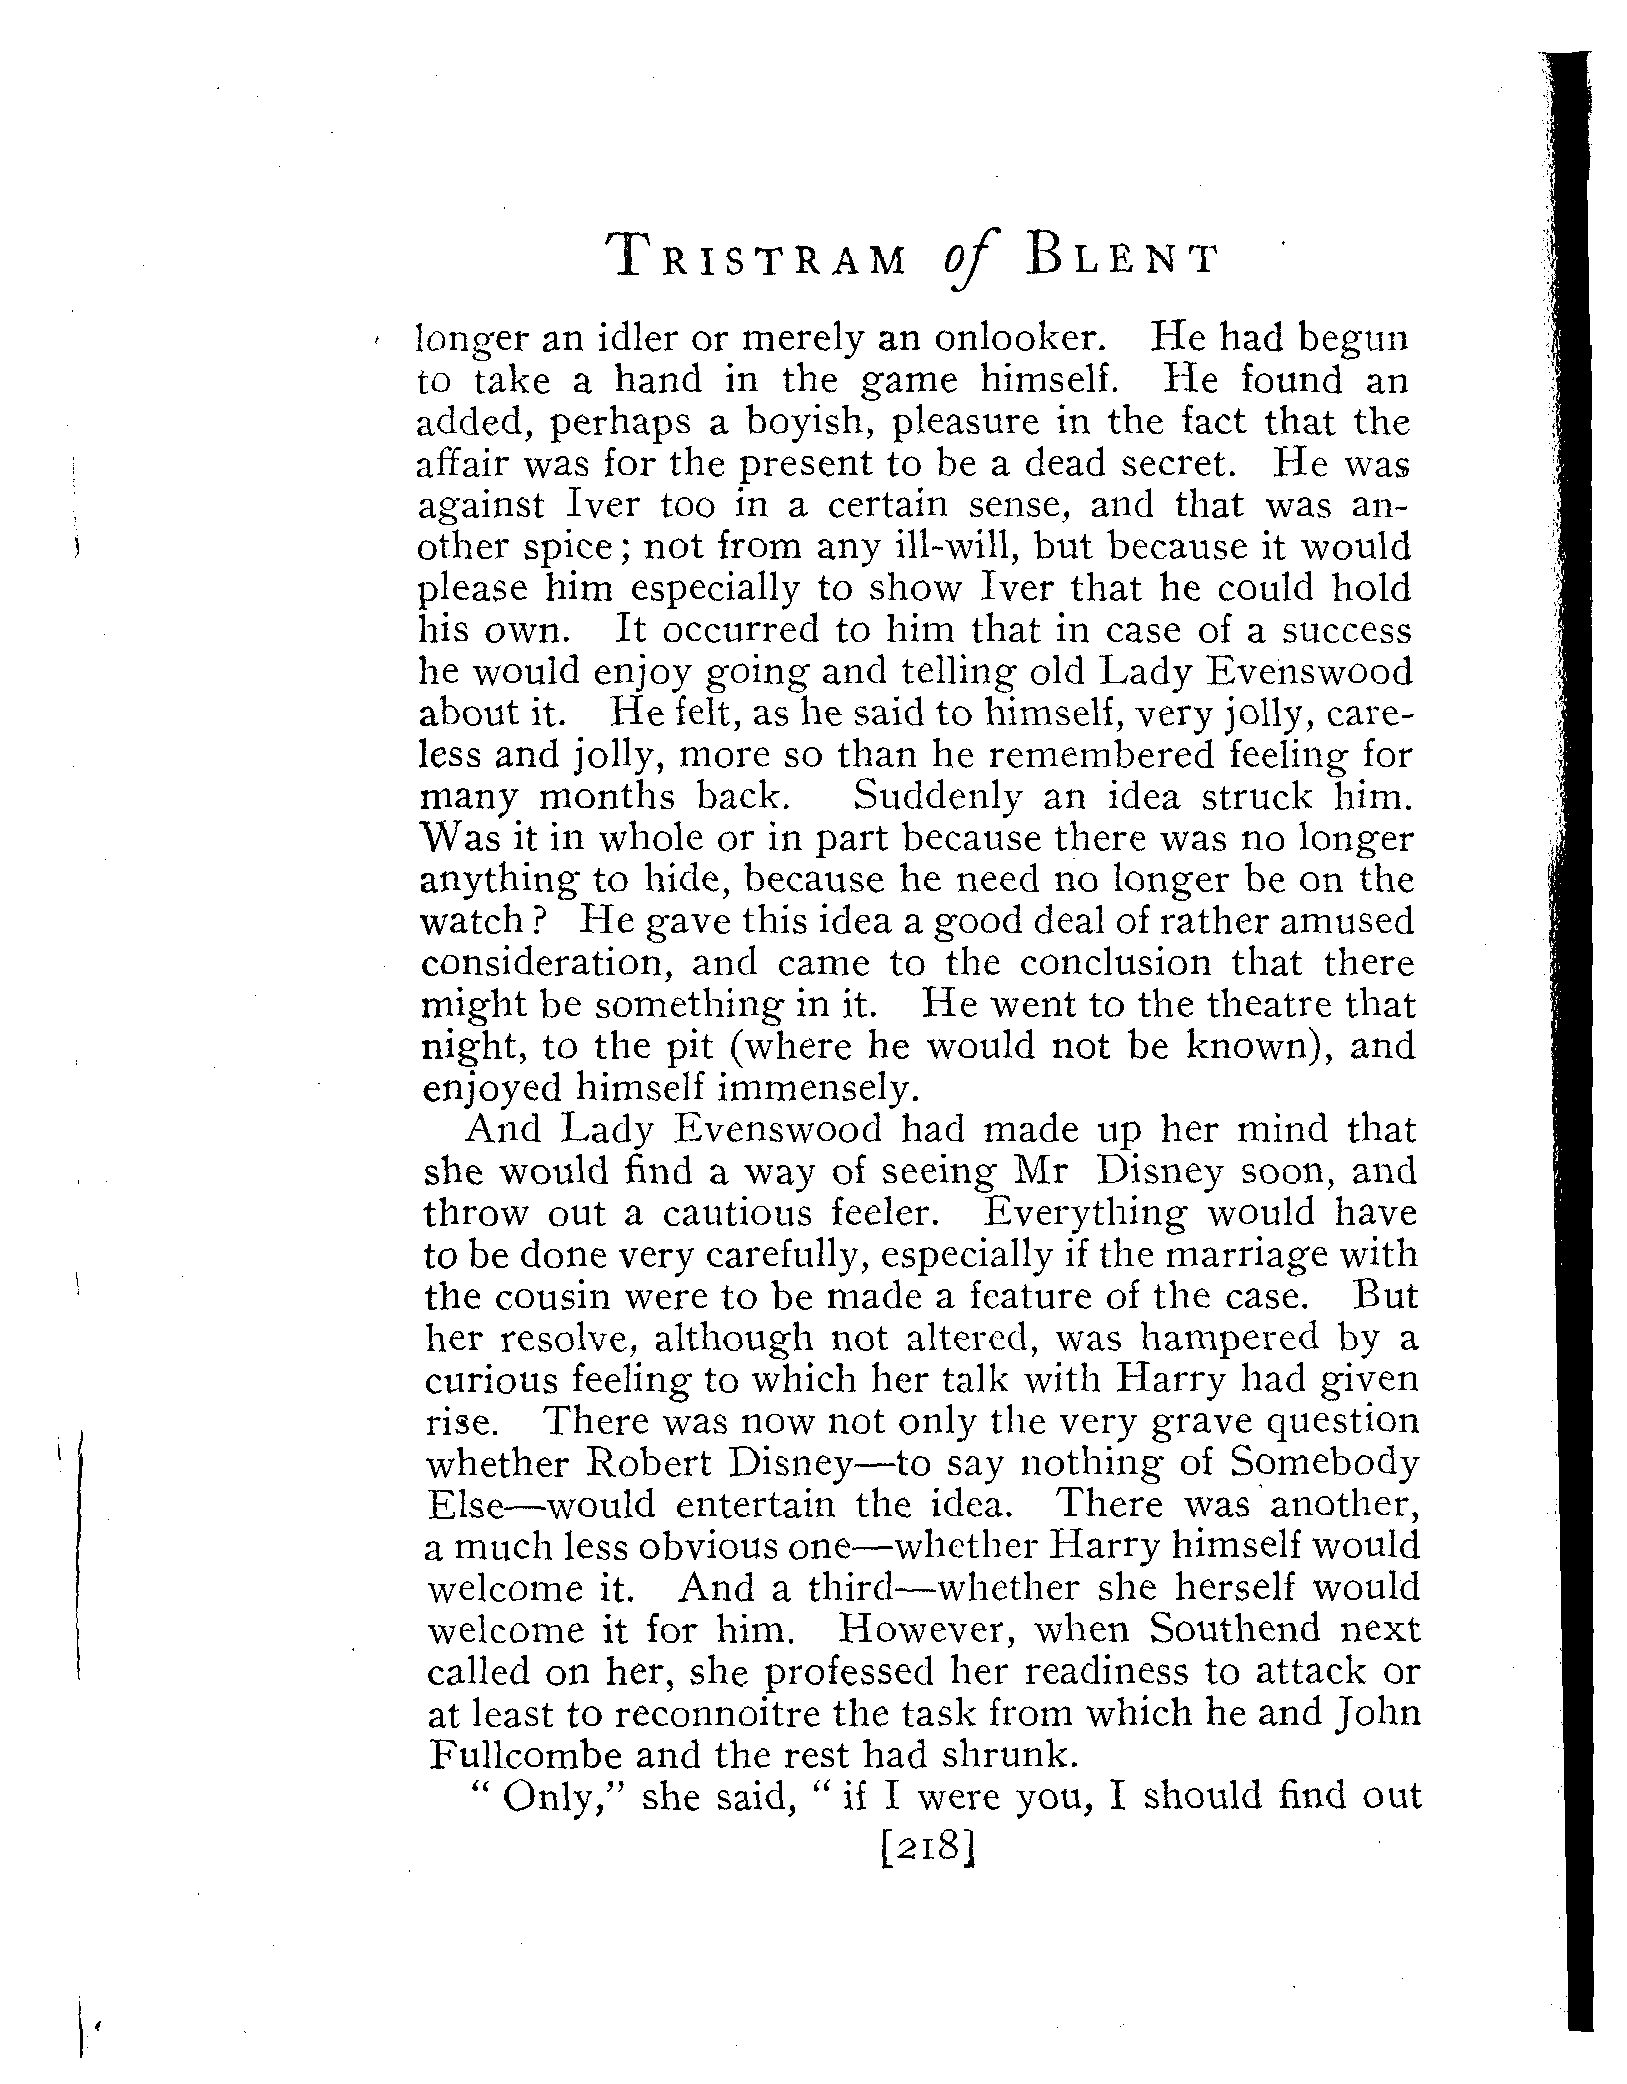 TRISTRAM of BLENT
longer an idler or merely an onlooker. He had begun
to take a hand in the game himself. He found an
added, perhaps a boyish, pleasure in the fact that the
affair was for the present to be a dead secret. He was
against Iver too in a certain sense, and that was an-
other spice; not from any ill-will, but because it would
please him especially to show Iver that he could hold
his own. It occurred to him that in case of a success
he would enjoy going and telling old Lady Evenswood
about it. He felt, as he said to himself, very jolly, care-
less and jolly, more so than he remembered feeling for
many months back. Suddenly an idea struck him.
Was it in whole or in part because there was no longer
anything to hide, because he need no longer be on the
watch? He gave this idea a good deal of rather amused
consideration, and came to the conclusion that there
might be something in it. He went to the theatre that
night, to the pit (where he would not be known), and
enjoyed himself immensely.
And Lady Evenswood had made up her mind that
she would find a way of seeing Mr Disney soon, and
throw out a cautious feeler. Everything would have
to be done very carefully, especially if the marriage with
the cousin were to be made a feature of the case. But
her resolve, although not altered, was hampered by a
curious feeling to which her talk with Harry had given
rise. There was now not only the very grave question
whether Robert Disney—to say nothing of Somebody
Else—would entertain the idea. There was another,
a much less obvious one—whether Harry himself would
welcome it. And a third—whether she herself would
welcome it for him. However, when Southend next
called on her, she professed her readiness to attack or
at least to reconnoitre the task from which he and John
Fullcombe and the rest had shrunk.
" Only," she said, " if I were you, I should find out
[218]